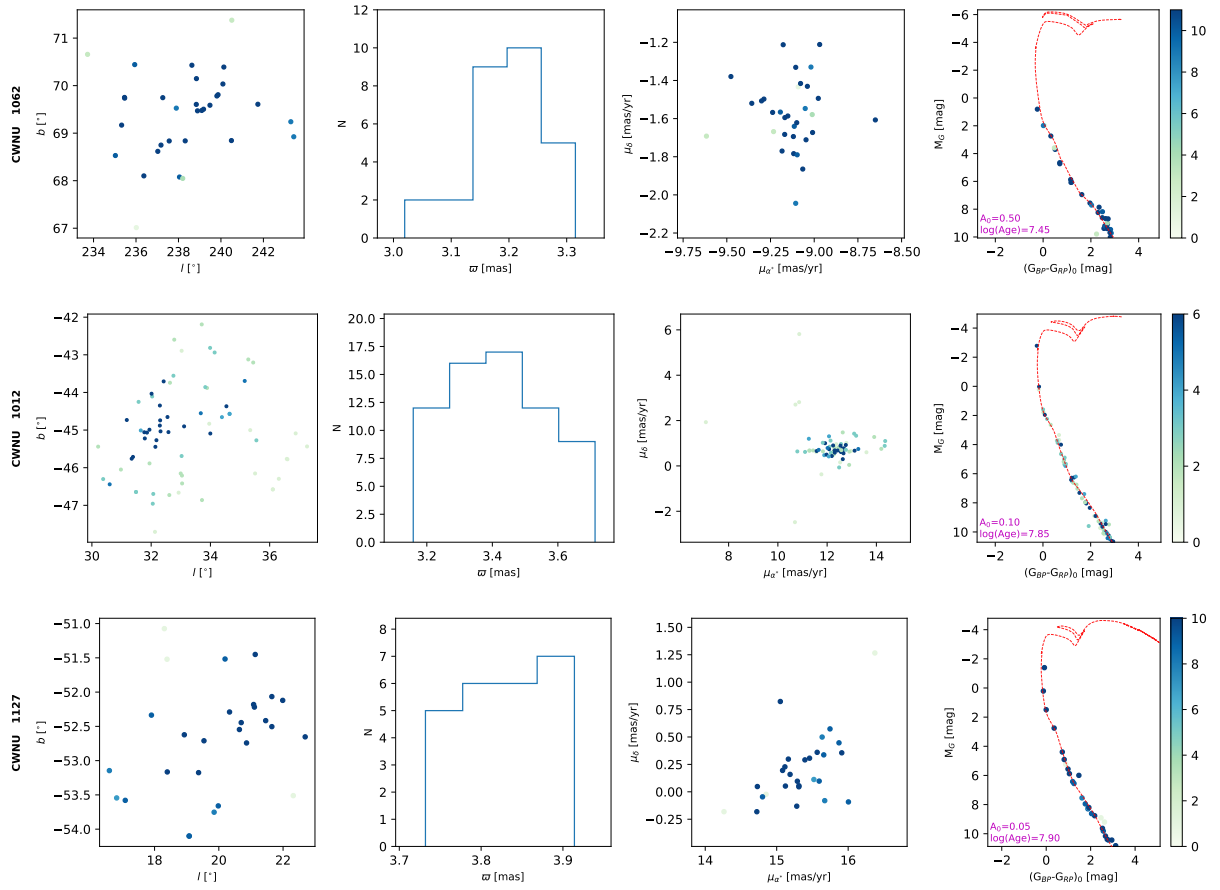 CWNU 1062
71
70
69
68
67
b [°]
234 236 238 240 242
l [°]
12
10
8
6
4
2
0
N
3.0 3.1 3.2 3.3
ϖ [mas]
−1.2
−1.4
−1.6
−1.8
−2.0
−2.2
μδ [mas/yr]
−9.75 −9.50 −9.25 −9.00 −8.75 −8.50
μα* [mas/yr]
−6
−4
−2
0
2
4
6
8
10
M_G [mag]
A₀=0.50
log(Age)=7.45
−2 0 2 4
(G_BP-G_RP)₀ [mag]
10
8
6
4
2
0
CWNU 1012
−42
−43
−44
−45
−46
−47
b [°]
30 32 34 36
l [°]
20.0
17.5
15.0
12.5
10.0
7.5
5.0
2.5
0.0
N
3.2 3.4 3.6
ϖ [mas]
6
4
2
0
−2
μδ [mas/yr]
8 10 12 14
μα* [mas/yr]
−4
−2
0
2
4
6
8
10
M_G [mag]
A₀=0.10
log(Age)=7.85
−2 0 2 4
(G_BP-G_RP)₀ [mag]
6
5
4
3
2
1
0
CWNU 1127
−51.0
−51.5
−52.0
−52.5
−53.0
−53.5
−54.0
b [°]
18 20 22
l [°]
8
7
6
5
4
3
2
1
0
N
3.7 3.8 3.9
ϖ [mas]
1.50
1.25
1.00
0.75
0.50
0.25
0.00
−0.25
μδ [mas/yr]
14 15 16
μα* [mas/yr]
−4
−2
0
2
4
6
8
10
M_G [mag]
A₀=0.05
log(Age)=7.90
−2 0 2 4
(G_BP-G_RP)₀ [mag]
10
8
6
4
2
0